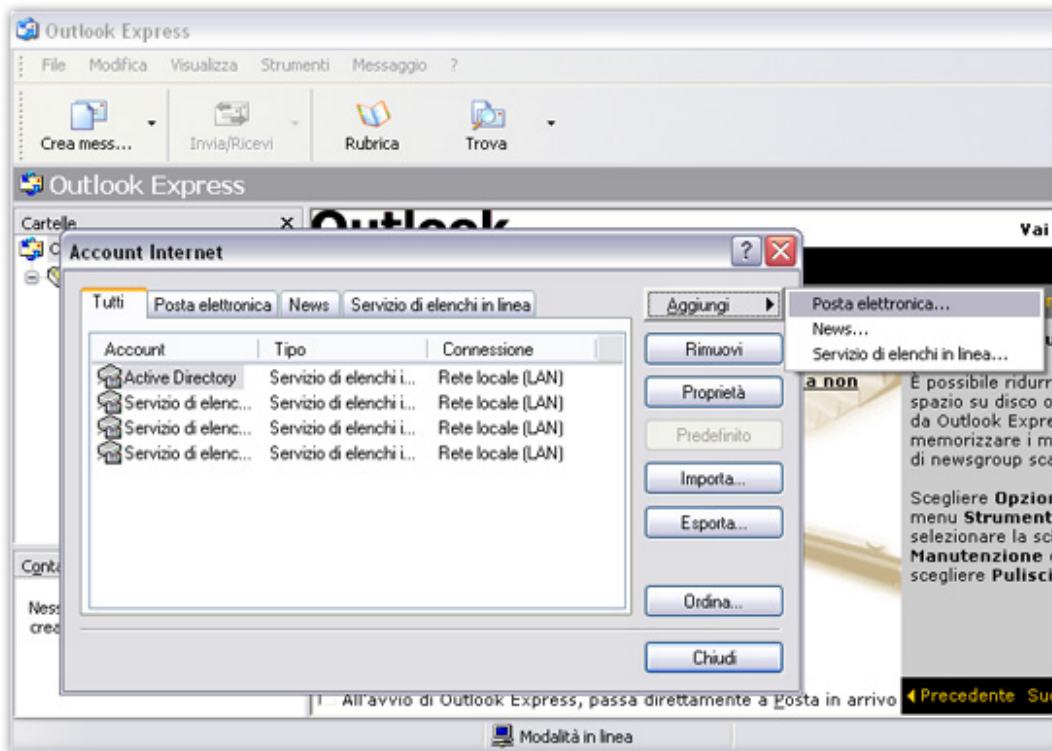 Outlook Express
File Modifica Visualizza Strumenti Messaggio ?
Crea mess... Invia/Ricevi Rubrica Trova
Outlook Express
Cartelle
Outlook
Vai
Account Internet
Tutti Posta elettronica News Servizio di elenchi in linea
Account Tipo Connessione
Active Directory Servizio di elenchi i... Rete locale (LAN)
Servizio di elenc... Servizio di elenchi i... Rete locale (LAN)
Servizio di elenc... Servizio di elenchi i... Rete locale (LAN)
Servizio di elenc... Servizio di elenchi i... Rete locale (LAN)
Aggiungi
Rimuovi
Proprietà
Predefinito
Importa...
Esporta...
Ordina...
Chiudi
Posta elettronica...
News...
Servizio di elenchi in linea...
a non
È possibile ridurr
spazio su disco o
da Outlook Expre
memorizzare i m
di newsgroup sca
Scegliere Opzion
menu Strument
selezionare la sci
Manutenzione
scegliere Pulisci
Conta
Ness
crea
All'avvio di Outlook Express, passa direttamente a Posta in arrivo
Precedente Suc
Modalità in linea